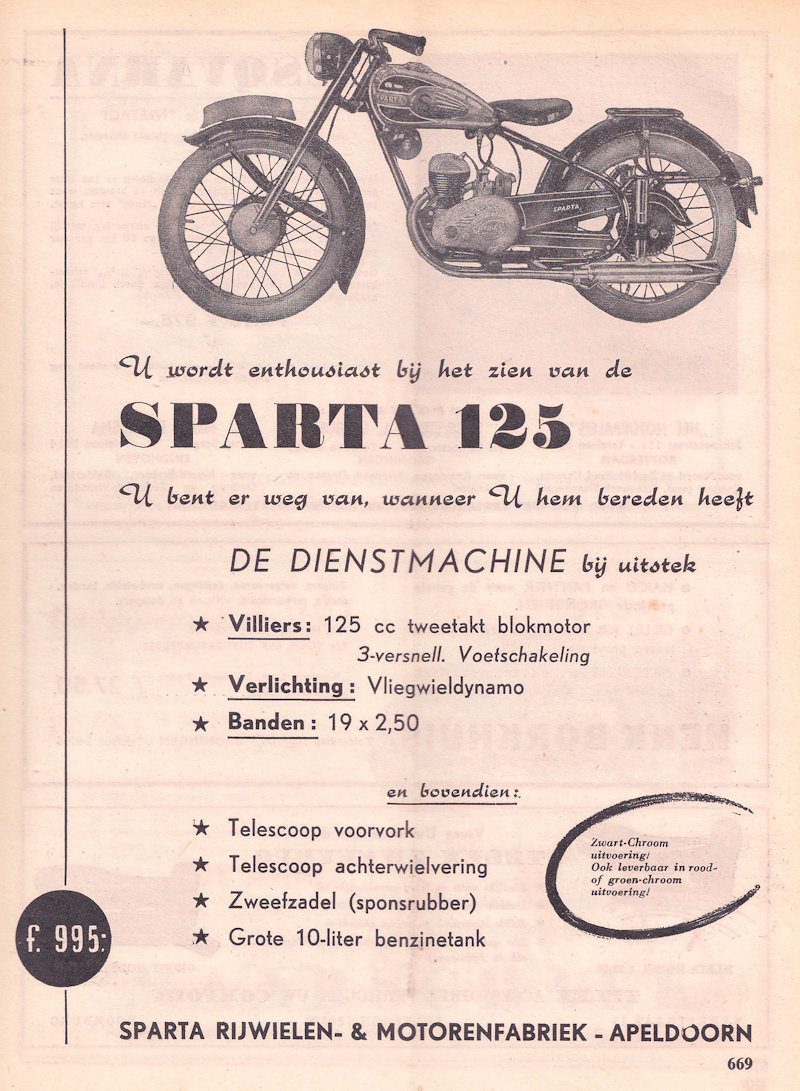 SPARTA
SPARTA
U wordt enthousiast bij het zien van de
SPARTA 125
U bent er weg van, wanneer U hem bereden heeft
DE DIENSTMACHINE bij uitstek
★ Villiers: 125 cc tweetakt blokmotor
3-versnell. Voetschakeling
★ Verlichting: Vliegwieldynamo
★ Banden: 19 x 2,50
en bovendien:
★ Telescoop voorvork
★ Telescoop achterwielvering
★ Zweefzadel (sponsrubber)
★ Grote 10-liter benzinetank
Zwart-Chroom
uitvoering!
Ook leverbaar in rood-
of groen-chroom
uitvoering!
f. 995:
SPARTA RIJWIELEN- & MOTORENFABRIEK - APELDOORN
669